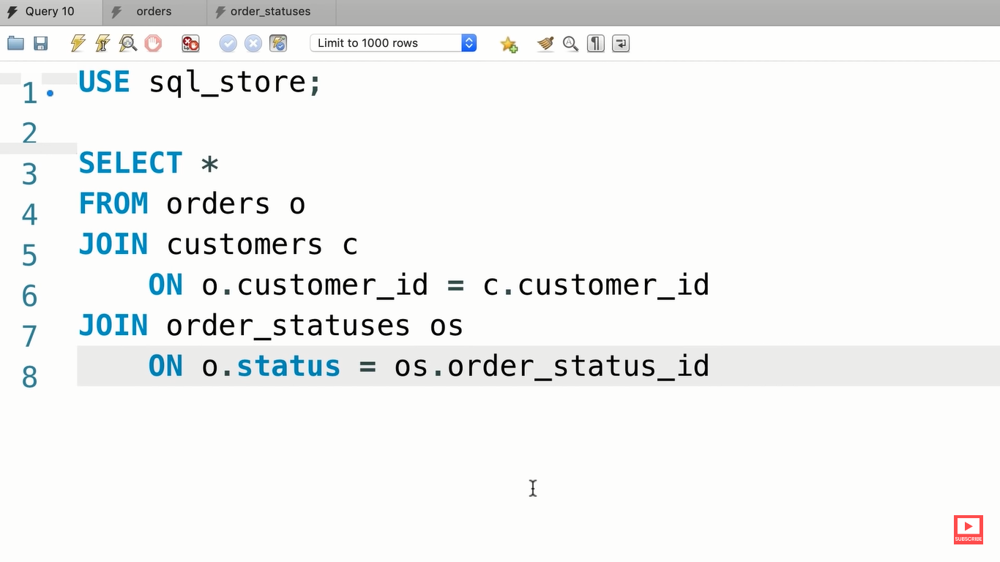 Query 10 orders order_statuses
Limit to 1000 rows
1 USE sql_store;
2
3 SELECT *
4 FROM orders o
5 JOIN customers c
6 ON o.customer_id = c.customer_id
7 JOIN order_statuses os
8 ON o.status = os.order_status_id
SUBSCRIBE